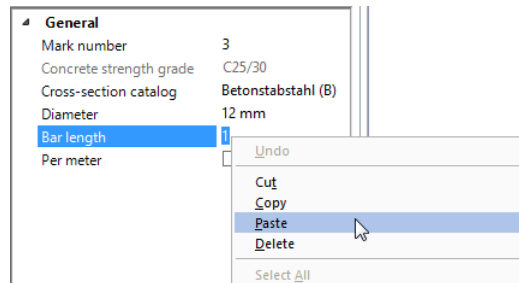 General
Mark number 3
Concrete strength grade C25/30
Cross-section catalog Betonstabstahl (B)
Diameter 12 mm
Bar length 1
Per meter
Undo
Cut
Copy
Paste
Delete
Select All